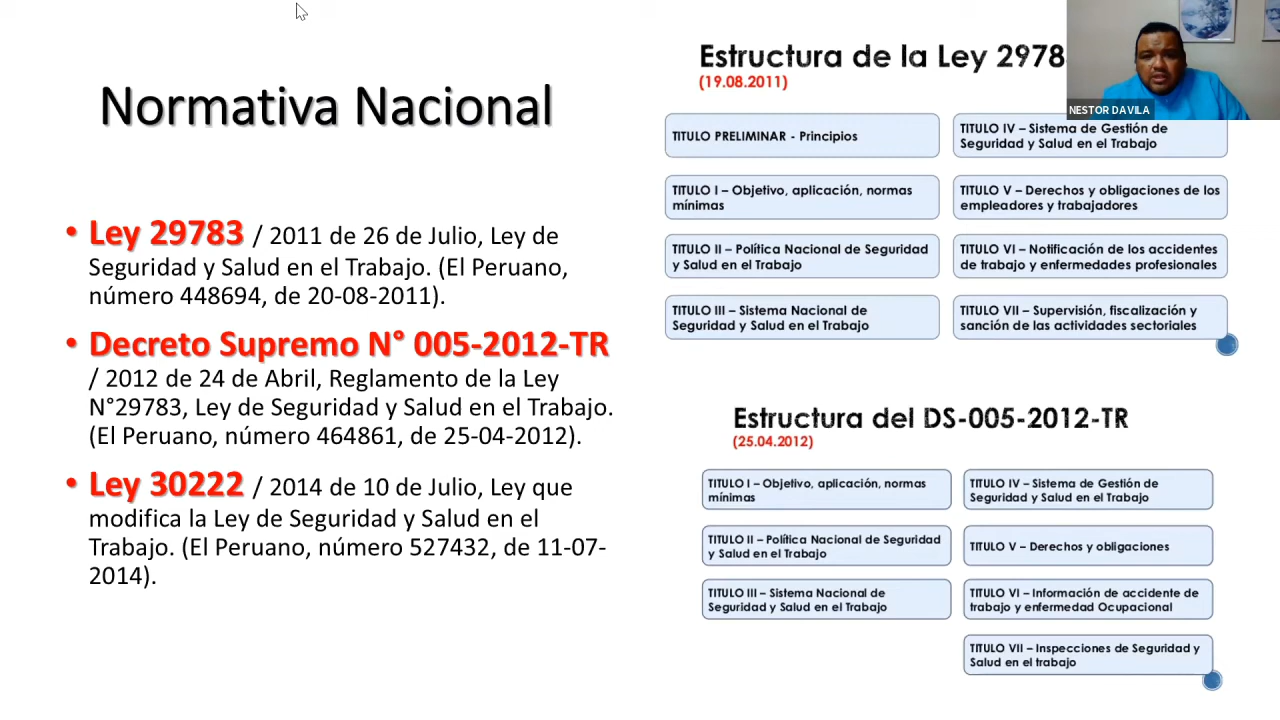 Normativa Nacional
• Ley 29783 / 2011 de 26 de Julio, Ley de
Seguridad y Salud en el Trabajo. (El Peruano,
número 448694, de 20-08-2011).
• Decreto Supremo N° 005-2012-TR
/ 2012 de 24 de Abril, Reglamento de la Ley
N°29783, Ley de Seguridad y Salud en el Trabajo.
(El Peruano, número 464861, de 25-04-2012).
• Ley 30222 / 2014 de 10 de Julio, Ley que
modifica la Ley de Seguridad y Salud en el
Trabajo. (El Peruano, número 527432, de 11-07-
2014).
Estructura de la Ley 2978
(19.08.2011)
TITULO PRELIMINAR - Principios
TITULO I – Objetivo, aplicación, normas
mínimas
TITULO II – Política Nacional de Seguridad
y Salud en el Trabajo
TITULO III – Sistema Nacional de
Seguridad y Salud en el Trabajo
TITULO IV – Sistema de Gestión de
Seguridad y Salud en el Trabajo
TITULO V – Derechos y obligaciones de los
empleadores y trabajadores
TITULO VI – Notificación de los accidentes
de trabajo y enfermedades profesionales
TITULO VII – Supervisión, fiscalización y
sanción de las actividades sectoriales
Estructura del DS-005-2012-TR
(25.04.2012)
TITULO I – Objetivo, aplicación, normas
mínimas
TITULO II – Política Nacional de Seguridad
y Salud en el Trabajo
TITULO III – Sistema Nacional de
Seguridad y Salud en el Trabajo
TITULO IV – Sistema de Gestión de
Seguridad y Salud en el Trabajo
TITULO V – Derechos y obligaciones
TITULO VI – Información de accidente de
trabajo y enfermedad Ocupacional
TITULO VII – Inspecciones de Seguridad y
Salud en el trabajo
NESTOR DAVILA